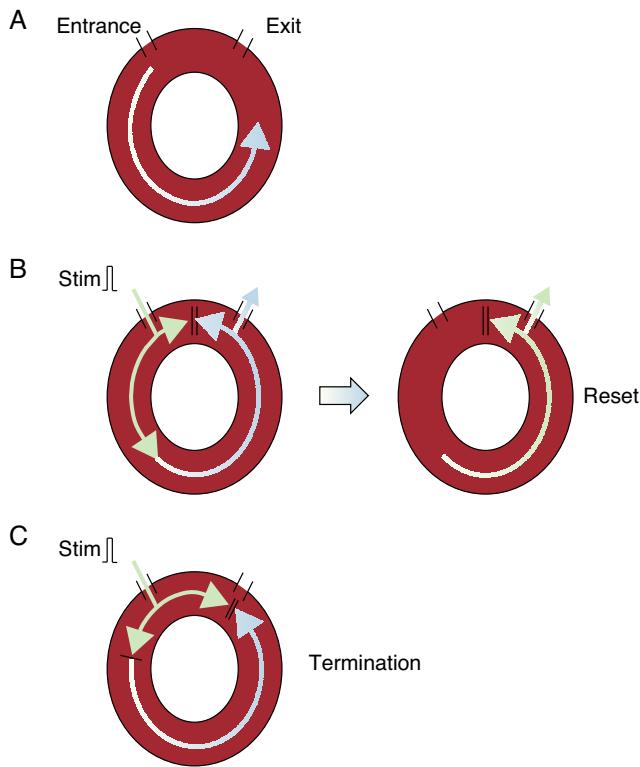 A
Entrance Exit
B
Stim
Reset
C
Stim
Termination